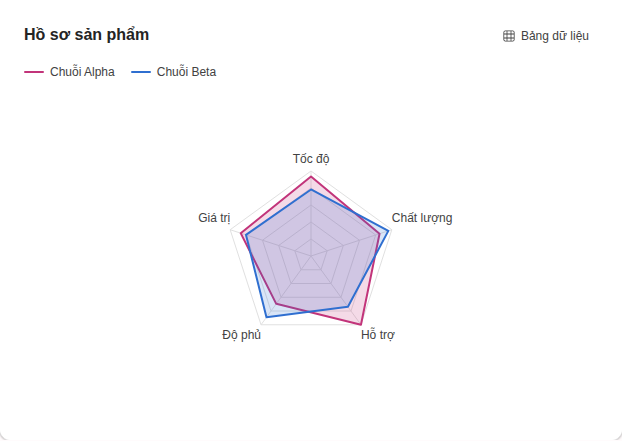 Hồ sơ sản phẩm
Bảng dữ liệu
Chuỗi Alpha
Chuỗi Beta
Tốc độ
Giá trị
Chất lượng
Độ phủ
Hỗ trợ